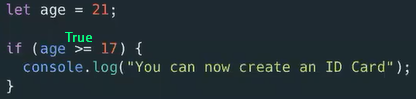 let age = 21;
True
if (age >= 17) {
  console.log("You can now create an ID Card");
}